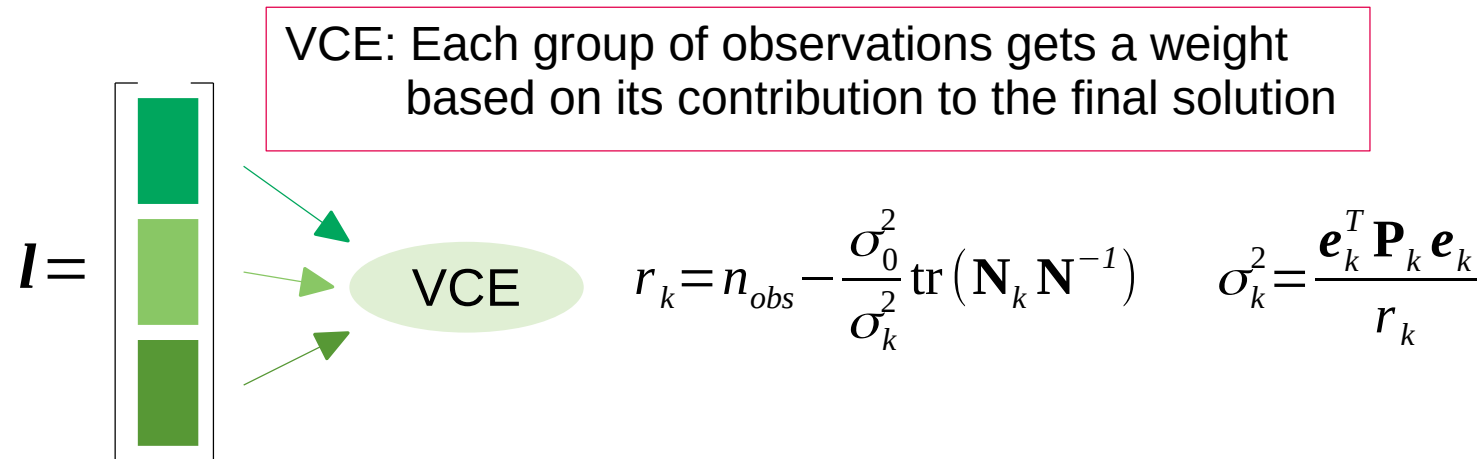 VCE: Each group of observations gets a weight
based on its contribution to the final solution
l=
VCE
r_k = n_obs − σ_0^2/σ_k^2 tr(N_k N^−1)
σ_k^2 = e_k^T P_k e_k / r_k